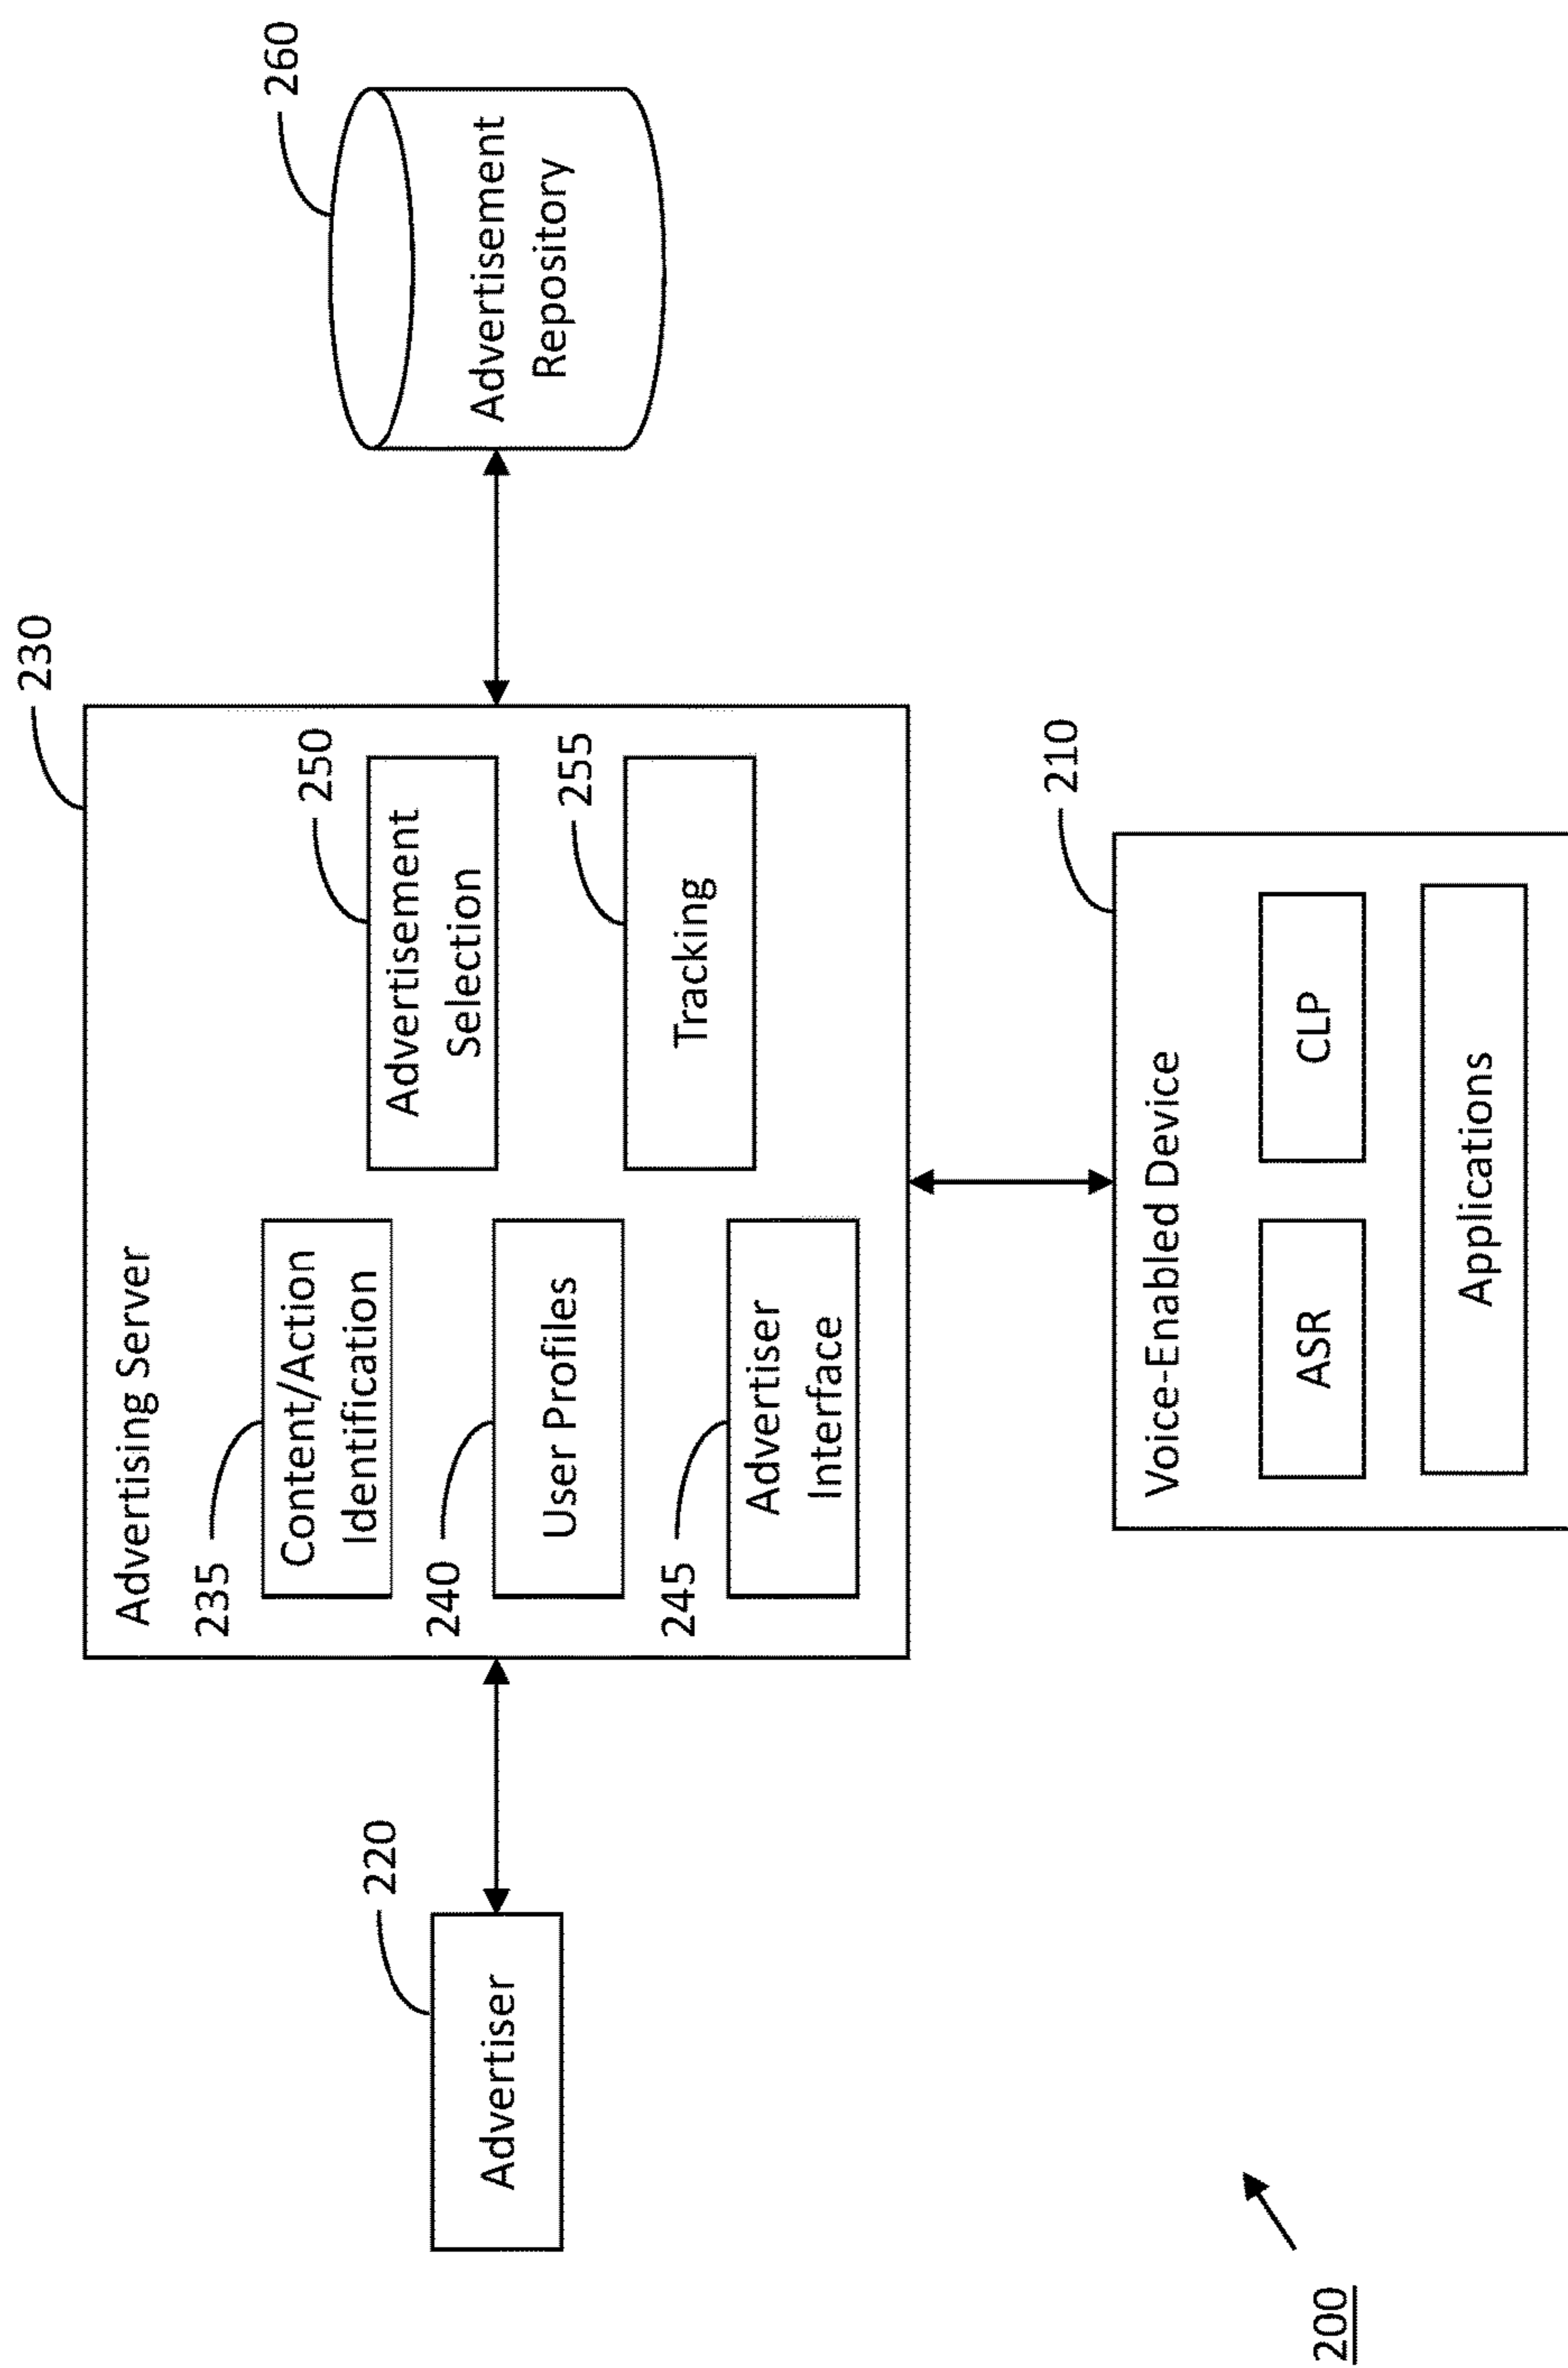 230
260
Advertising Server
235
Content/Action
Identification
250
Advertisement
Selection
240
User Profiles
255
Tracking
245
Advertiser
Interface
220
Advertiser
Advertisement
Repository
210
Voice-Enabled Device
ASR
CLP
Applications
200